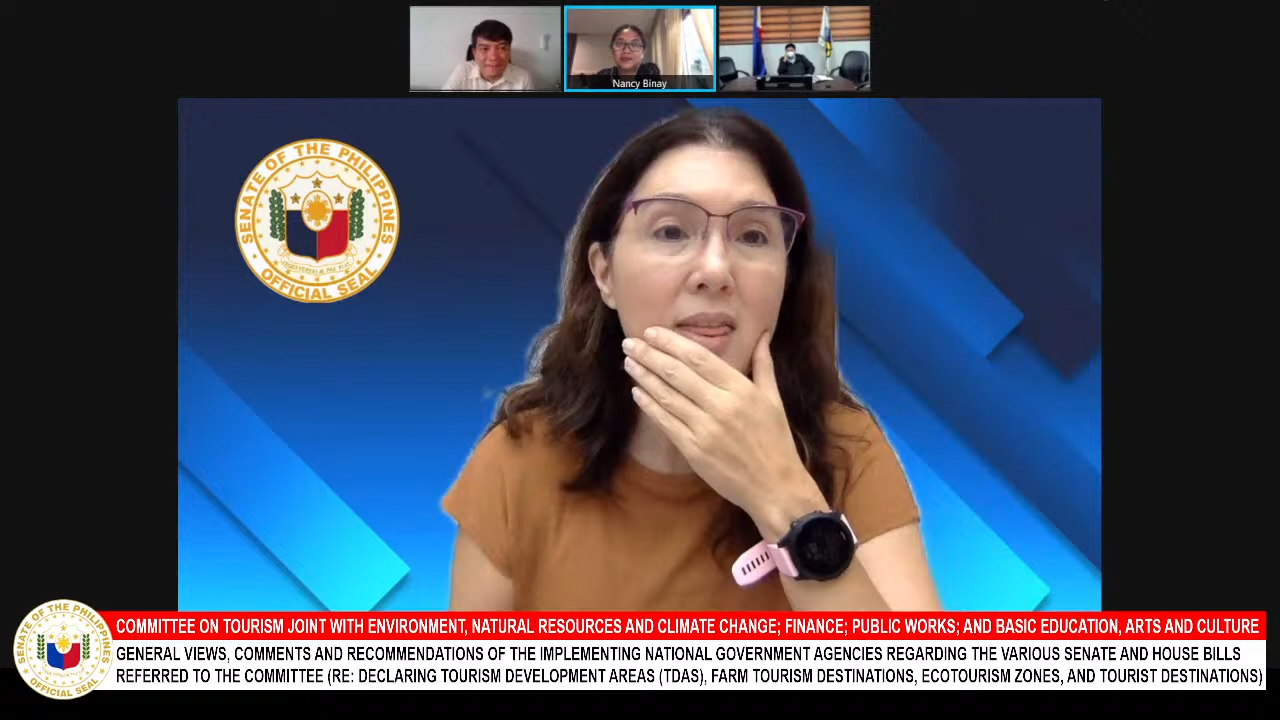 Nancy Binay
SENATE OF THE PHILIPPINES
OFFICIAL SEAL
COMMITTEE ON TOURISM JOINT WITH ENVIRONMENT, NATURAL RESOURCES AND CLIMATE CHANGE; FINANCE; PUBLIC WORKS; AND BASIC EDUCATION, ARTS AND CULTURE
SENATE OF THE PHILIPPINES
OFFICIAL SEAL
GENERAL VIEWS, COMMENTS AND RECOMMENDATIONS OF THE IMPLEMENTING NATIONAL GOVERNMENT AGENCIES REGARDING THE VARIOUS SENATE AND HOUSE BILLS
REFERRED TO THE COMMITTEE (RE: DECLARING TOURISM DEVELOPMENT AREAS (TDAS), FARM TOURISM DESTINATIONS, ECOTOURISM ZONES, AND TOURIST DESTINATIONS)